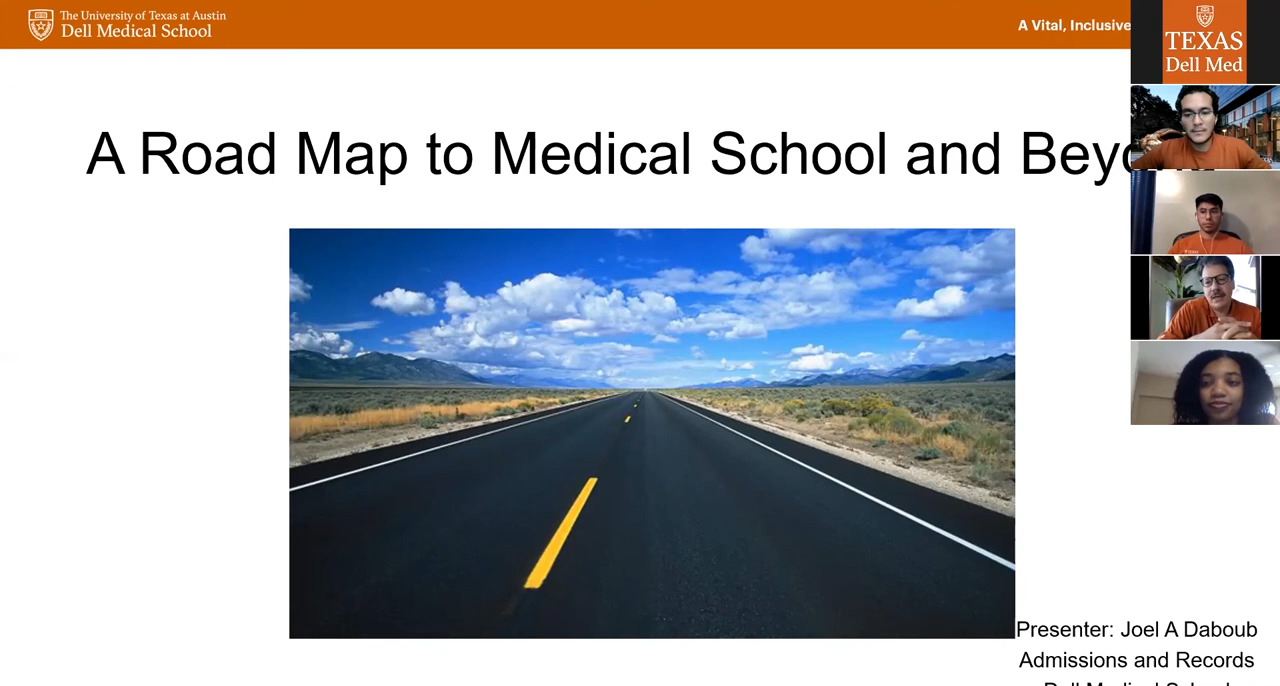 The University of Texas at Austin
Dell Medical School
A Vital, Inclusive
TEXAS
Dell Med
A Road Map to Medical School and
Presenter: Joel A Daboub
Admissions and Records